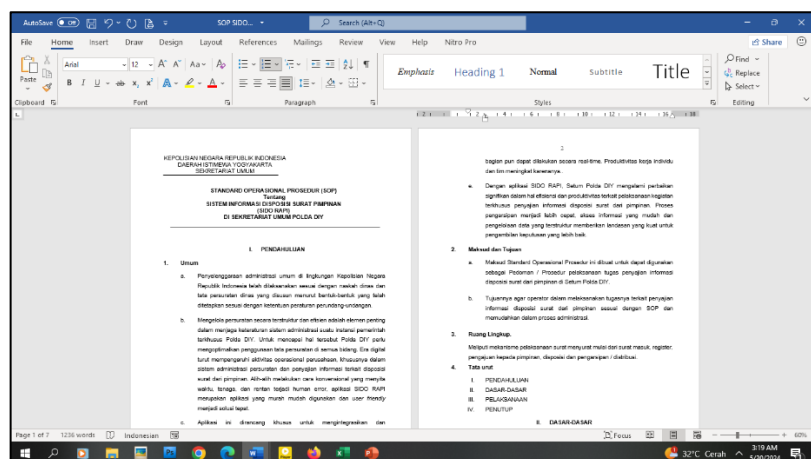 AutoSave Off SOP SIDO... Search (Alt+Q)
File Home Insert Draw Design Layout References Mailings Review View Help Nitro Pro Share
Paste Arial 12 Emphasis Heading 1 Normal Subtitle Title Find Replace Select
Clipboard Font Paragraph Styles Editing
KEPOLISIAN NEGARA REPUBLIK INDONESIA
DAERAH ISTIMEWA YOGYAKARTA
SEKRETARIAT UMUM
STANDARD OPERASIONAL PROSEDUR (SOP)
Tentang
SISTEM INFORMASI DISPOSISI SURAT PIMPINAN
(SIDO RAPI)
DI SEKRETARIAT UMUM POLDA DIY
I. PENDAHULUAN
1. Umum
a. Penyelenggaraan administrasi umum di lingkungan Kepolisian Negara
Republik Indonesia telah dilaksanakan sesuai dengan naskah dinas dan
tata persuratan dinas yang disusun menurut bentuk-bentuk yang telah
ditetapkan sesuai dengan ketentuan peraturan perundang-undangan.
b. Mengelola persuratan secara terstruktur dan efisien adalah elemen penting
dalam menjaga keteraturan sistem administrasi suatu instansi pemerintah
terkhusus Polda DIY. Untuk mencapai hal tersebut Polda DIY perlu
mengoptimalkan penggunaan tata persuratan di semua bidang. Era digital
turut mempengaruhi aktivitas operasional perusahaan, khususnya dalam
sistem administrasi persuratan dan penyajian informasi terkait disposisi
surat dari pimpinan. Alih-alih melakukan cara konvensional yang menyita
waktu, tenaga, dan rentan terjadi human error, aplikasi SIDO RAPI
merupakan aplikasi yang murah mudah digunakan dan user friendly
menjadi solusi tepat.
c. Aplikasi ini dirancang khusus untuk mengintegrasikan dan
2
bagian pun dapat dilakukan secara real-time. Produktivitas kerja individu
dan tim meningkat karenanya.
e. Dengan aplikasi SIDO RAPI, Setum Polda DIY mengalami perbaikan
signifikan dalam hal efisiensi dan produktivitas terkait pelaksanaan kegiatan
terkhusus penyajian informasi disposisi surat dari pimpinan. Proses
pengarsipan menjadi lebih cepat, akses informasi yang mudah dan
pengelolaan data yang terstruktur memberikan landasan yang kuat untuk
pengambilan keputusan yang lebih baik.
2. Maksud dan Tujuan
a. Maksud Standard Operasional Prosedur ini dibuat untuk dapat digunakan
sebagai Pedoman / Prosedur pelaksanaan tugas penyajian informasi
disposisi surat dari pimpinan di Setum Polda DIY.
b. Tujuannya agar operator dalam melaksanakan tugasnya terkait penyajian
informasi disposisi surat dari pimpinan sesuai dengan SOP dan
memudahkan dalam proses administrasi.
3. Ruang Lingkup.
Meliputi mekanisme pelaksanaan surat menyurat mulai dari surat masuk, register,
pengajuan kepada pimpinan, disposisi dan pengarsipan / distribusi.
4. Tata urut
I. PENDAHULUAN
II. DASAR-DASAR
III. PELAKSANAAN
IV. PENUTUP
II. DASAR-DASAR
Page 1 of 7 1236 words Indonesian Focus 60%
32°C Cerah 3:19 AM
5/20/2024